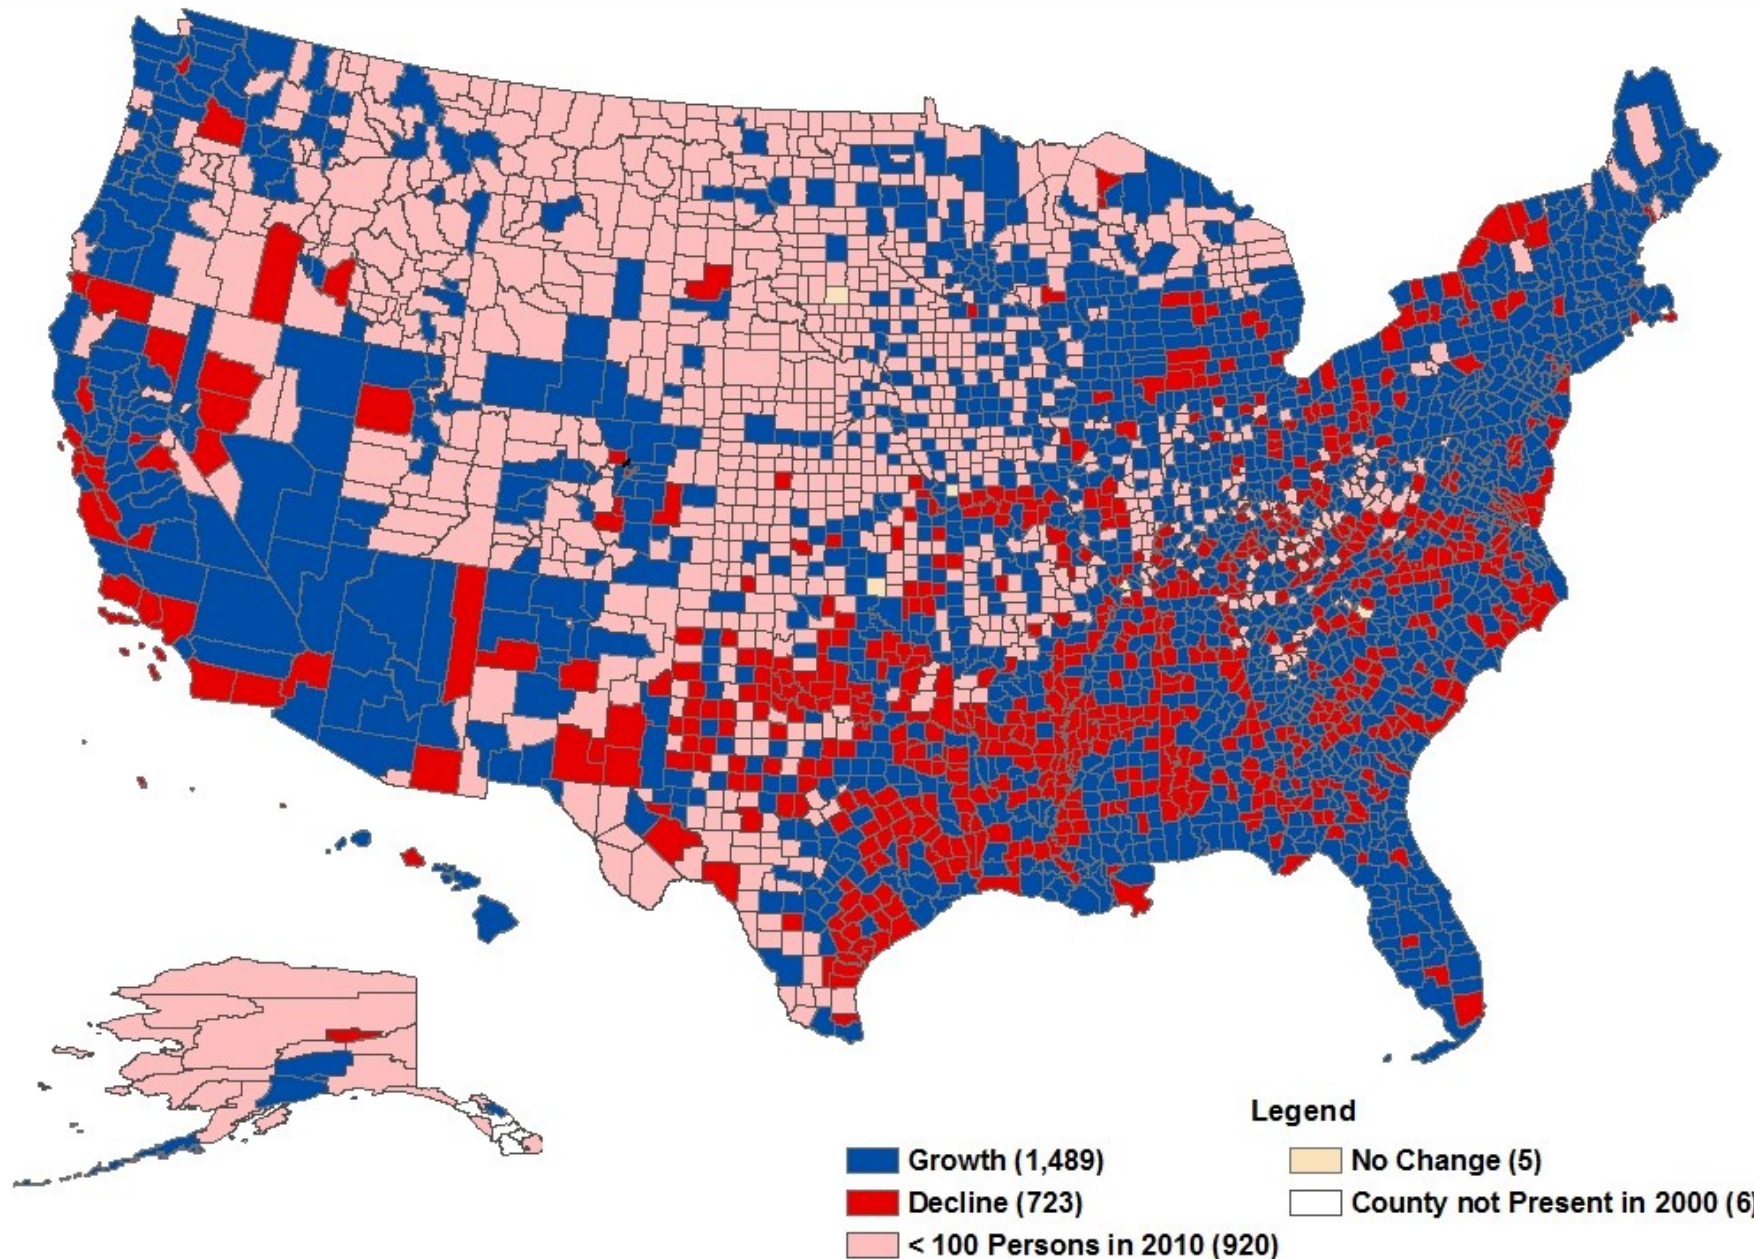 Legend
Growth (1,489)
No Change (5)
Decline (723)
County not Present in 2000 (6)
< 100 Persons in 2010 (920)